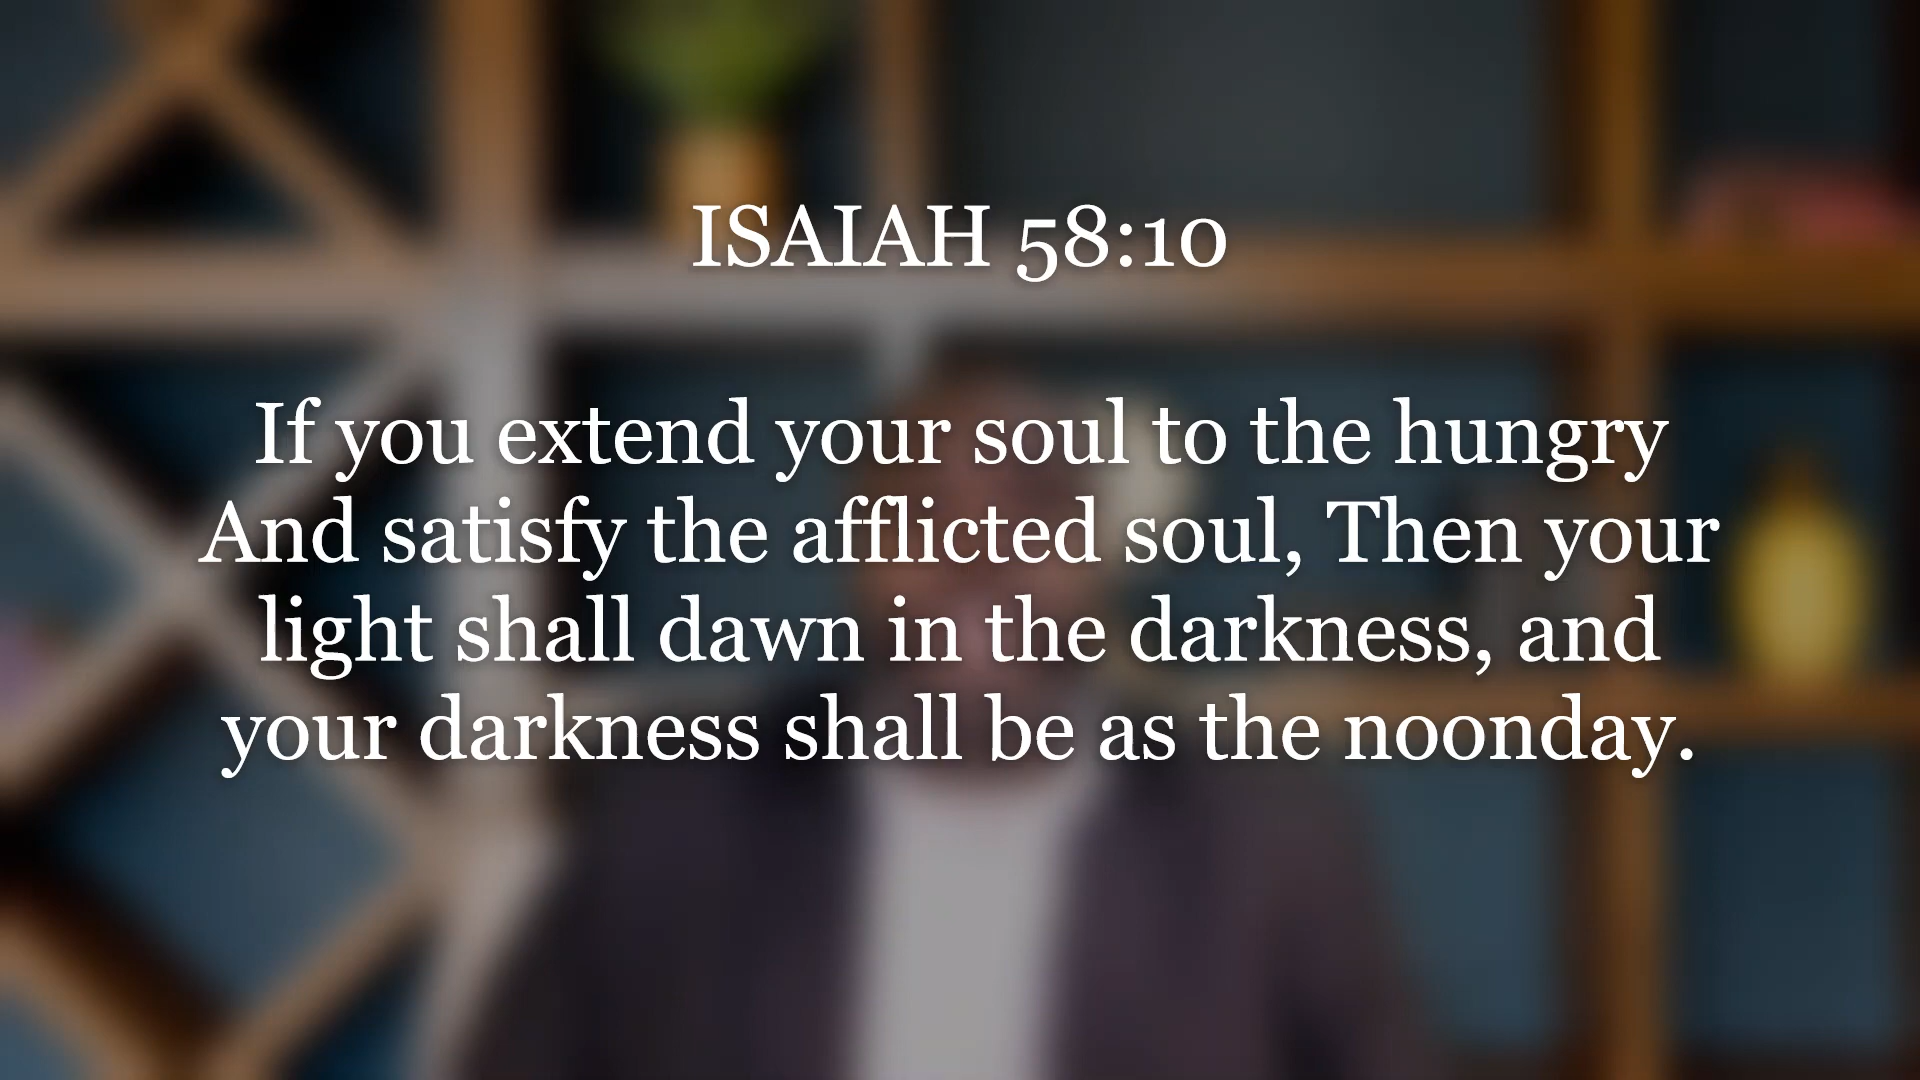 ISAIAH 58:10
If you extend your soul to the hungry
And satisfy the afflicted soul, Then your
light shall dawn in the darkness, and
your darkness shall be as the noonday.